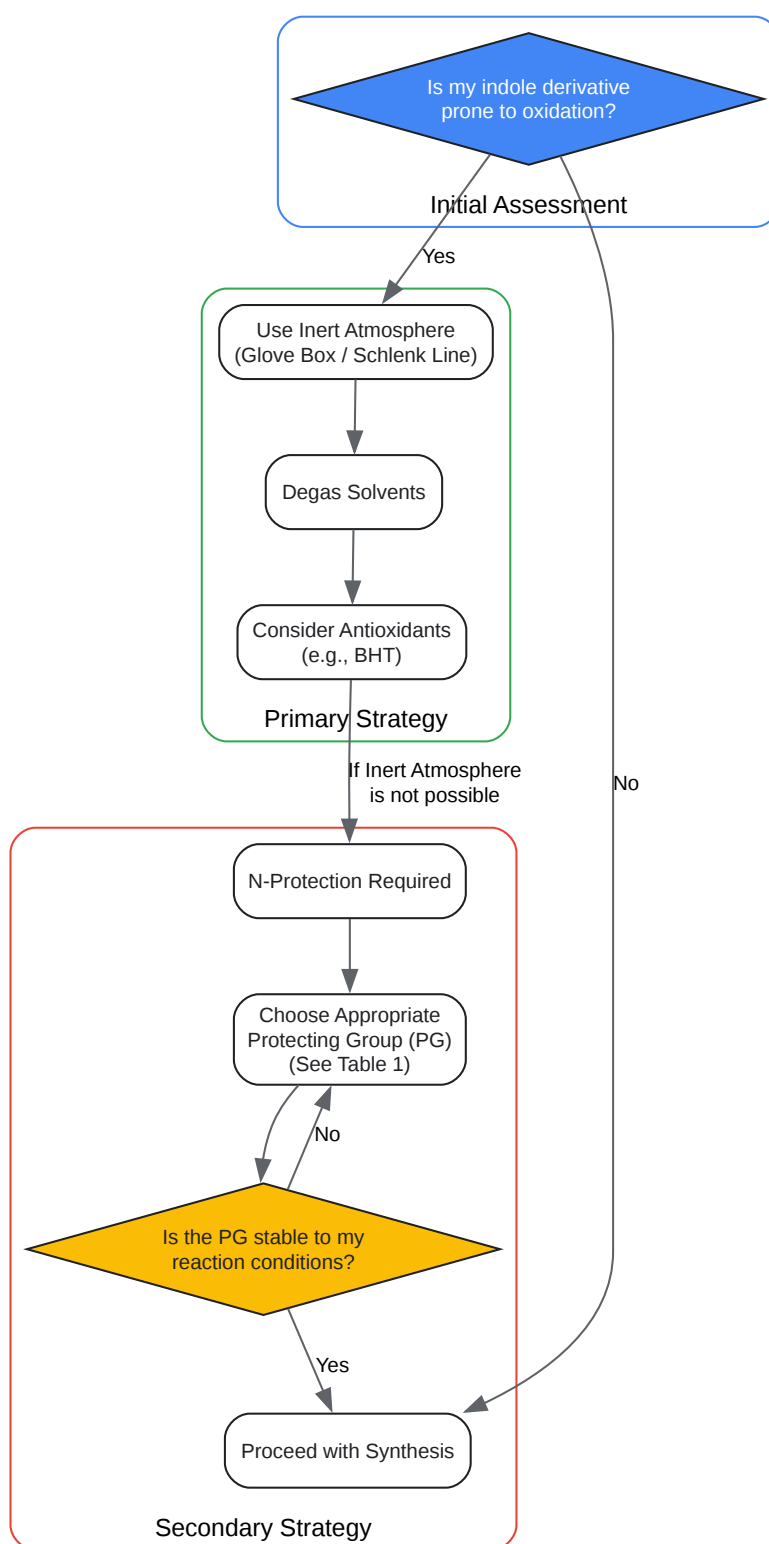 Is my indole derivative
prone to oxidation?
Initial Assessment
Yes
Use Inert Atmosphere
(Glove Box / Schlenk Line)
Degas Solvents
Consider Antioxidants
(e.g., BHT)
Primary Strategy
If Inert Atmosphere
is not possible
No
N-Protection Required
Choose Appropriate
Protecting Group (PG)
(See Table 1)
No
Is the PG stable to my
reaction conditions?
Yes
Proceed with Synthesis
Secondary Strategy